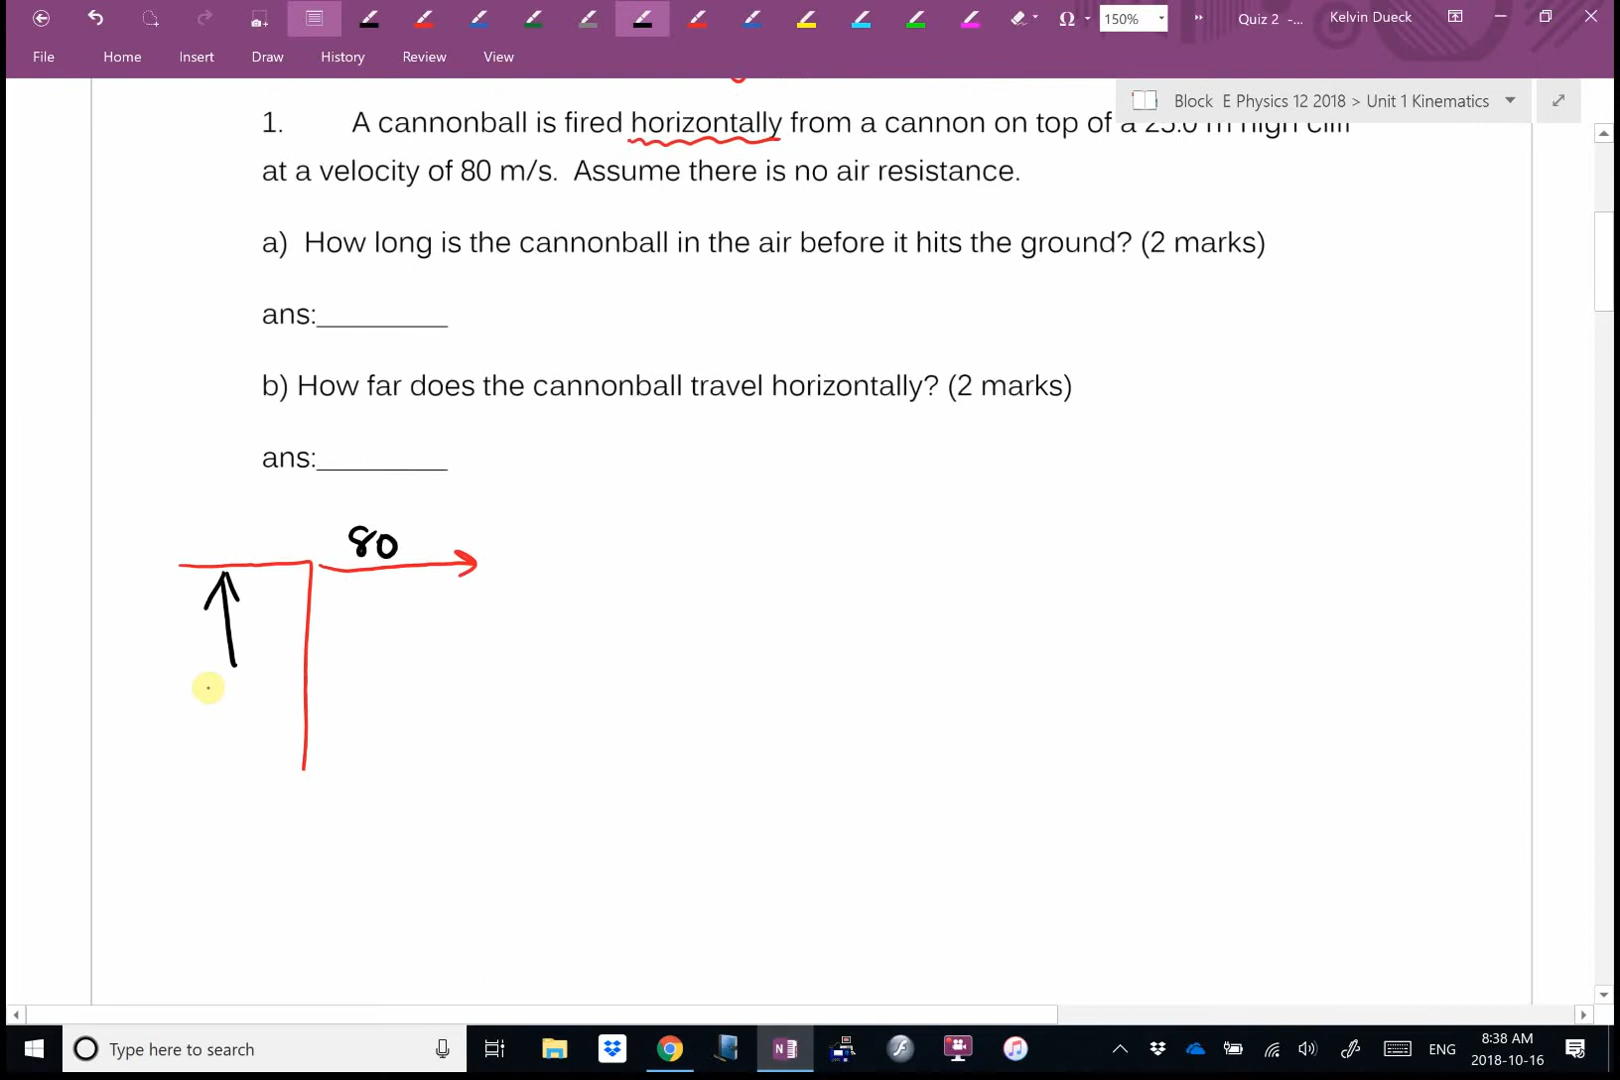 150%
Quiz 2 -...
Kelvin Dueck
File
Home
Insert
Draw
History
Review
View
Block E Physics 12 2018 > Unit 1 Kinematics
1. A cannonball is fired horizontally from a cannon on top of a
at a velocity of 80 m/s. Assume there is no air resistance.
a) How long is the cannonball in the air before it hits the ground? (2 marks)
ans:________
b) How far does the cannonball travel horizontally? (2 marks)
ans:________
80
Type here to search
ENG
8:38 AM
2018-10-16